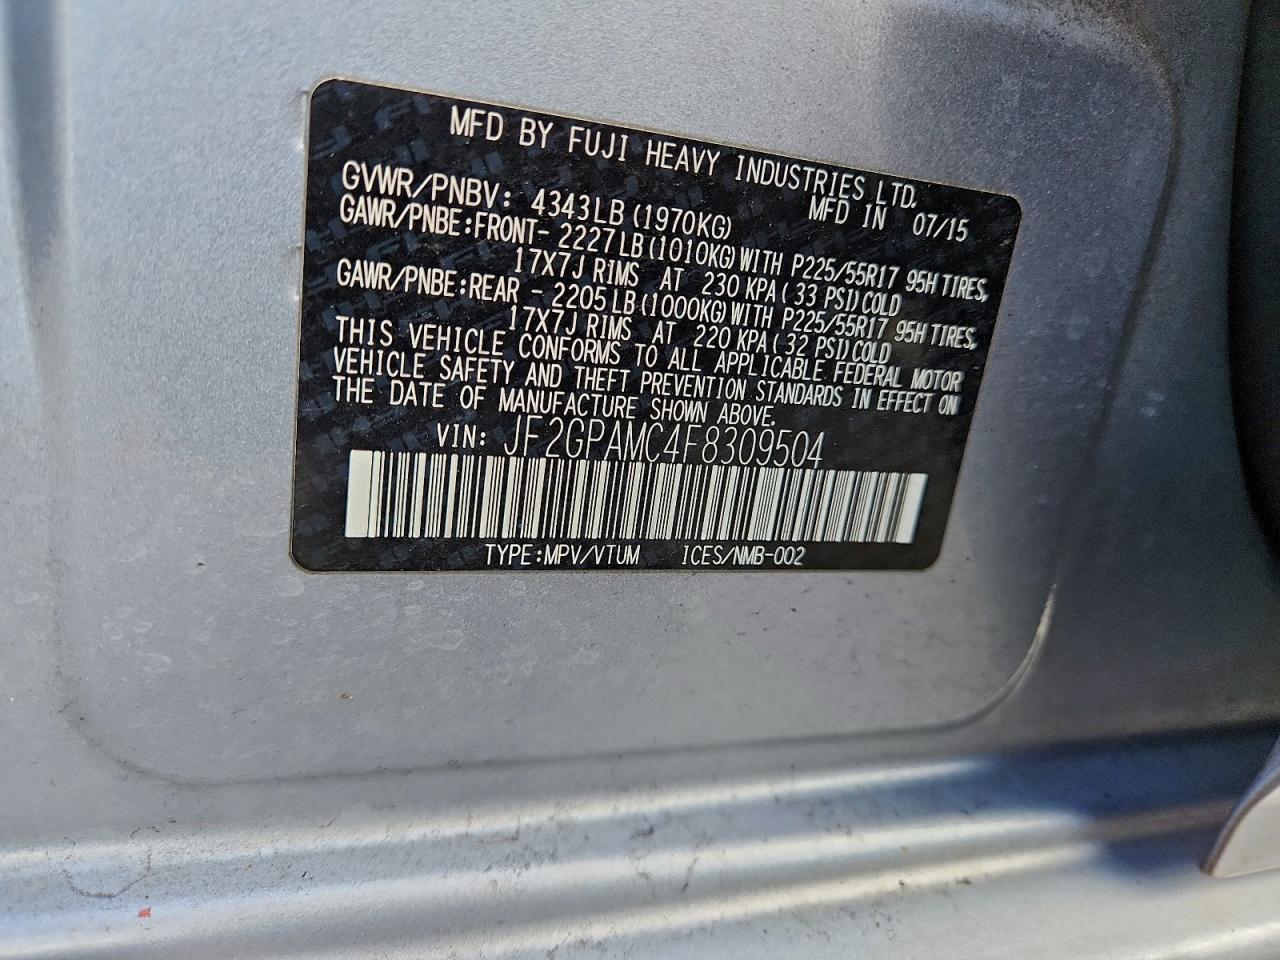 MFD BY FUJI HEAVY INDUSTRIES LTD.
GVWR/PNBV: 4343LB (1970KG) MFD IN 07/15
GAWR/PNBE:FRONT- 2227LB(1010KG)WITH P225/55R17 95H TIRES,
17X7J RIMS AT 230 KPA( 33 PSI)COLD
GAWR/PNBE:REAR - 2205LB(1000KG)WITH P225/55R17 95H TIRES,
17X7J RIMS AT 220 KPA(32 PSI)COLD
THIS VEHICLE CONFORMS TO ALL APPLICABLE FEDERAL MOTOR
VEHICLE SAFETY AND THEFT PREVENTION STANDARDS IN EFFECT ON
THE DATE OF MANUFACTURE SHOWN ABOVE.
VIN: JF2GPAMC4F8309504
TYPE:MPV/VTUM ICES/NMB-002